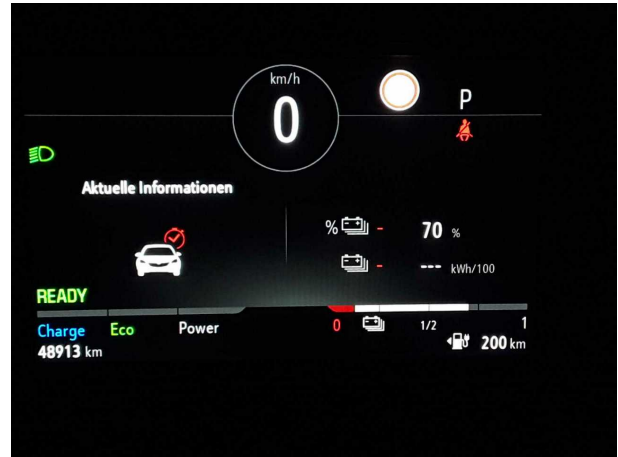 km/h
0
P
Aktuelle Informationen
% - 70 %
- --- kWh/100
READY
Charge Eco Power
0 1/2 1
48913 km
200 km